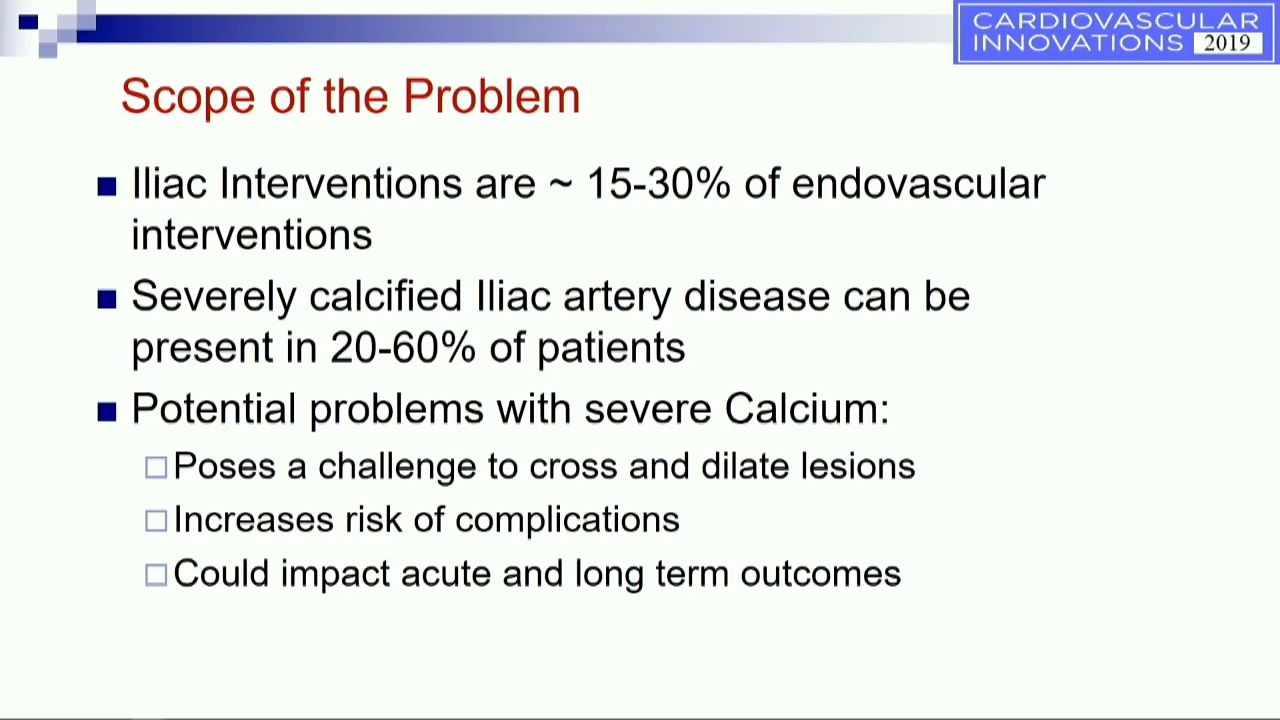 CARDIOVASCULAR
INNOVATIONS 2019
Scope of the Problem
Iliac Interventions are ~ 15-30% of endovascular
interventions
Severely calcified Iliac artery disease can be
present in 20-60% of patients
Potential problems with severe Calcium:
Poses a challenge to cross and dilate lesions
Increases risk of complications
Could impact acute and long term outcomes